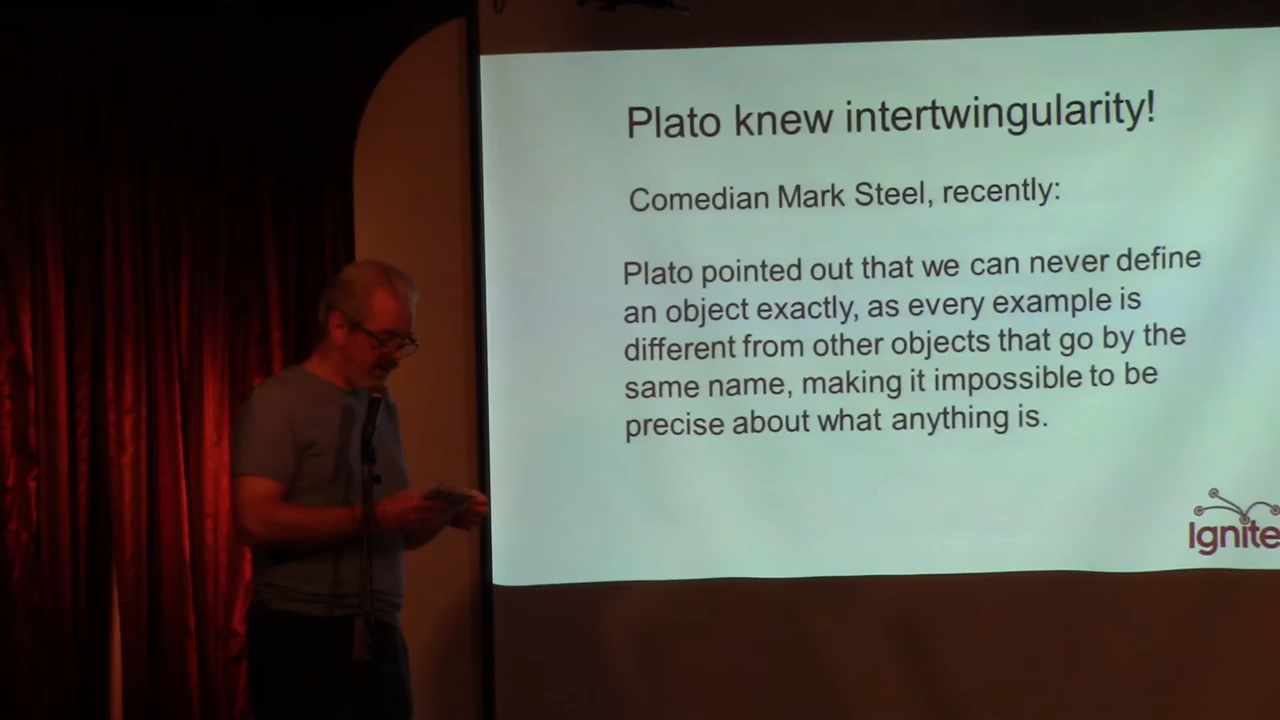 Plato knew intertwingularity!
Comedian Mark Steel, recently:
Plato pointed out that we can never define
an object exactly, as every example is
different from other objects that go by the
same name, making it impossible to be
precise about what anything is.
Ignite